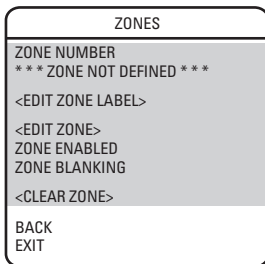 ZONES
ZONE NUMBER
* * * ZONE NOT DEFINED * * *
<EDIT ZONE LABEL>
<EDIT ZONE>
ZONE ENABLED
ZONE BLANKING
<CLEAR ZONE>
BACK
EXIT